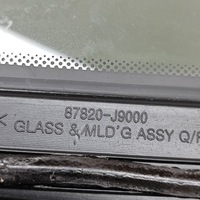 87820-J9000
< GLASS & MLD'G ASSY Q/